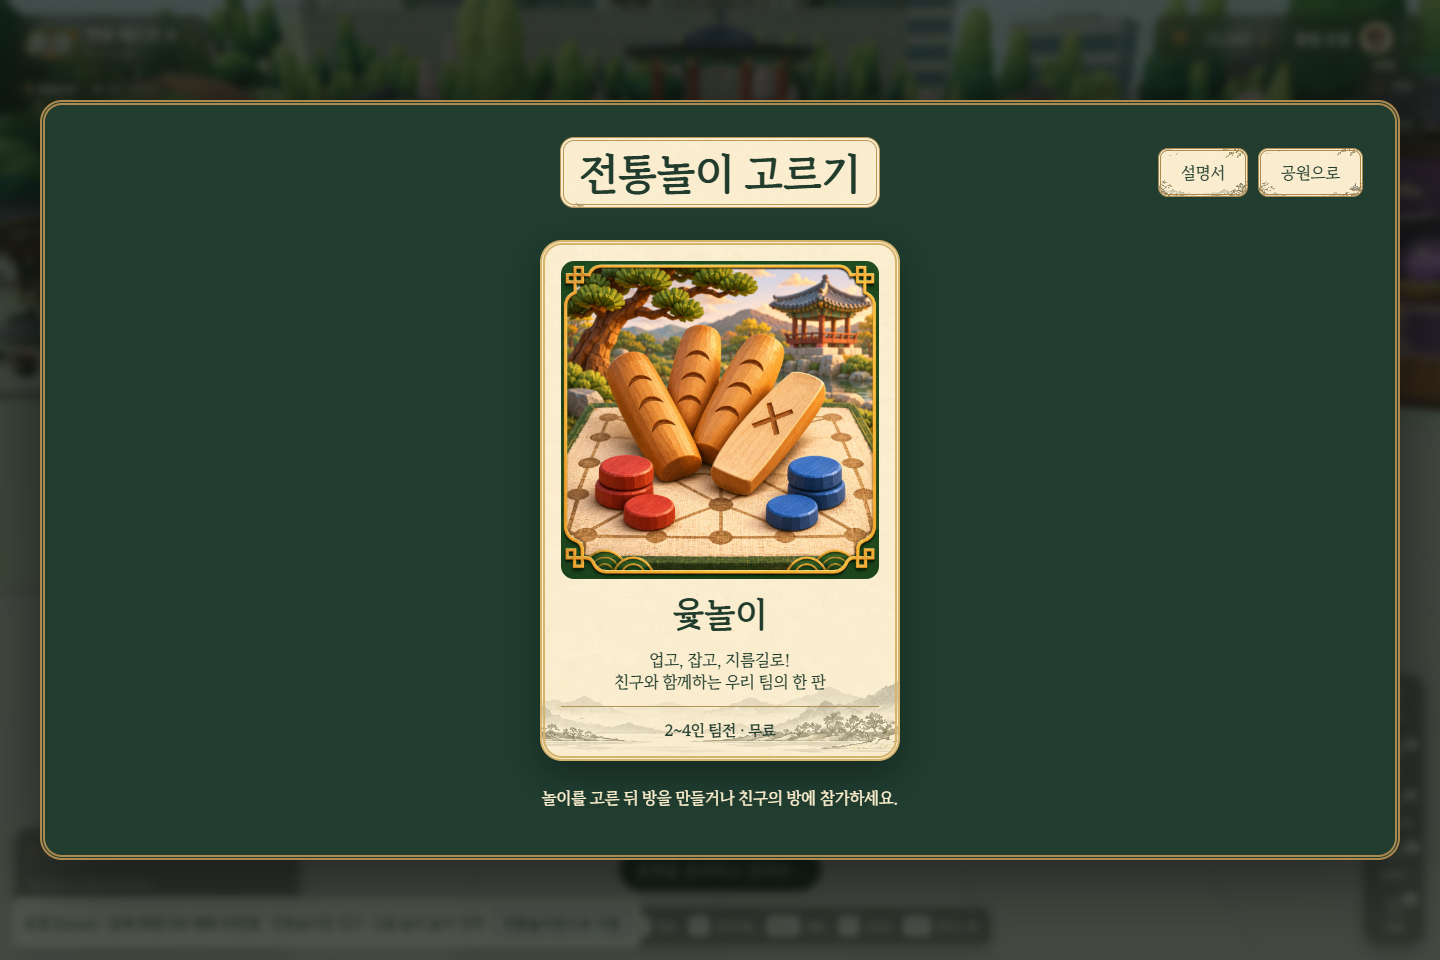 전통놀이 고르기
설명서
공원으로
윷놀이
업고, 잡고, 지름길로!
친구와 함께하는 우리 팀의 한 판
2~4인 팀전 · 무료
놀이를 고른 뒤 방을 만들거나 친구의 방에 참가하세요.